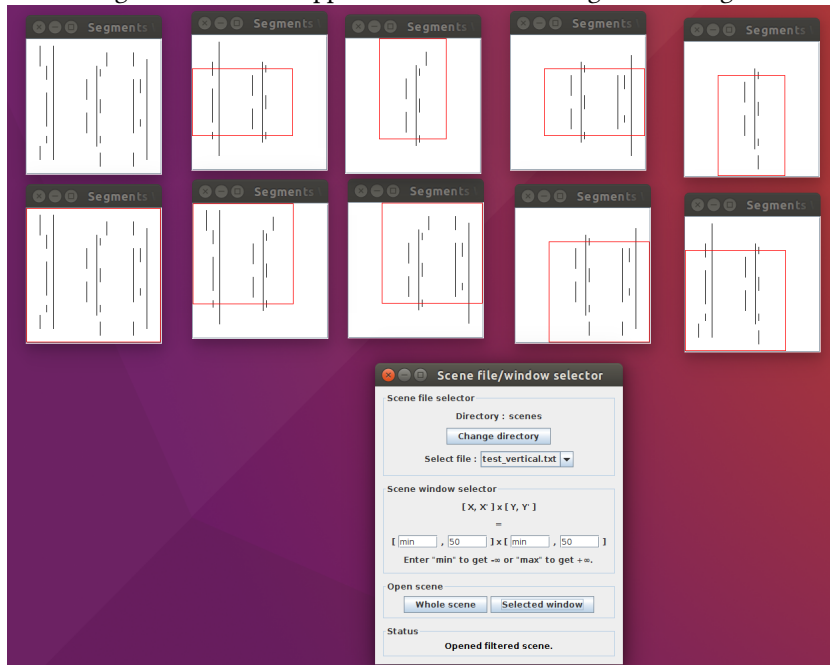 Segments
Segments
Segments
Segments
Segments
Segments
Segments
Segments
Segments
Segments
Scene file/window selector
Scene file selector
Directory : scenes
Change directory
Select file : test_vertical.txt
Scene window selector
[ X, X' ] x [ Y, Y' ]
=
[ min , 50 ] x [ min , 50 ]
Enter "min" to get -∞ or "max" to get +∞.
Open scene
Whole scene Selected window
Status
Opened filtered scene.